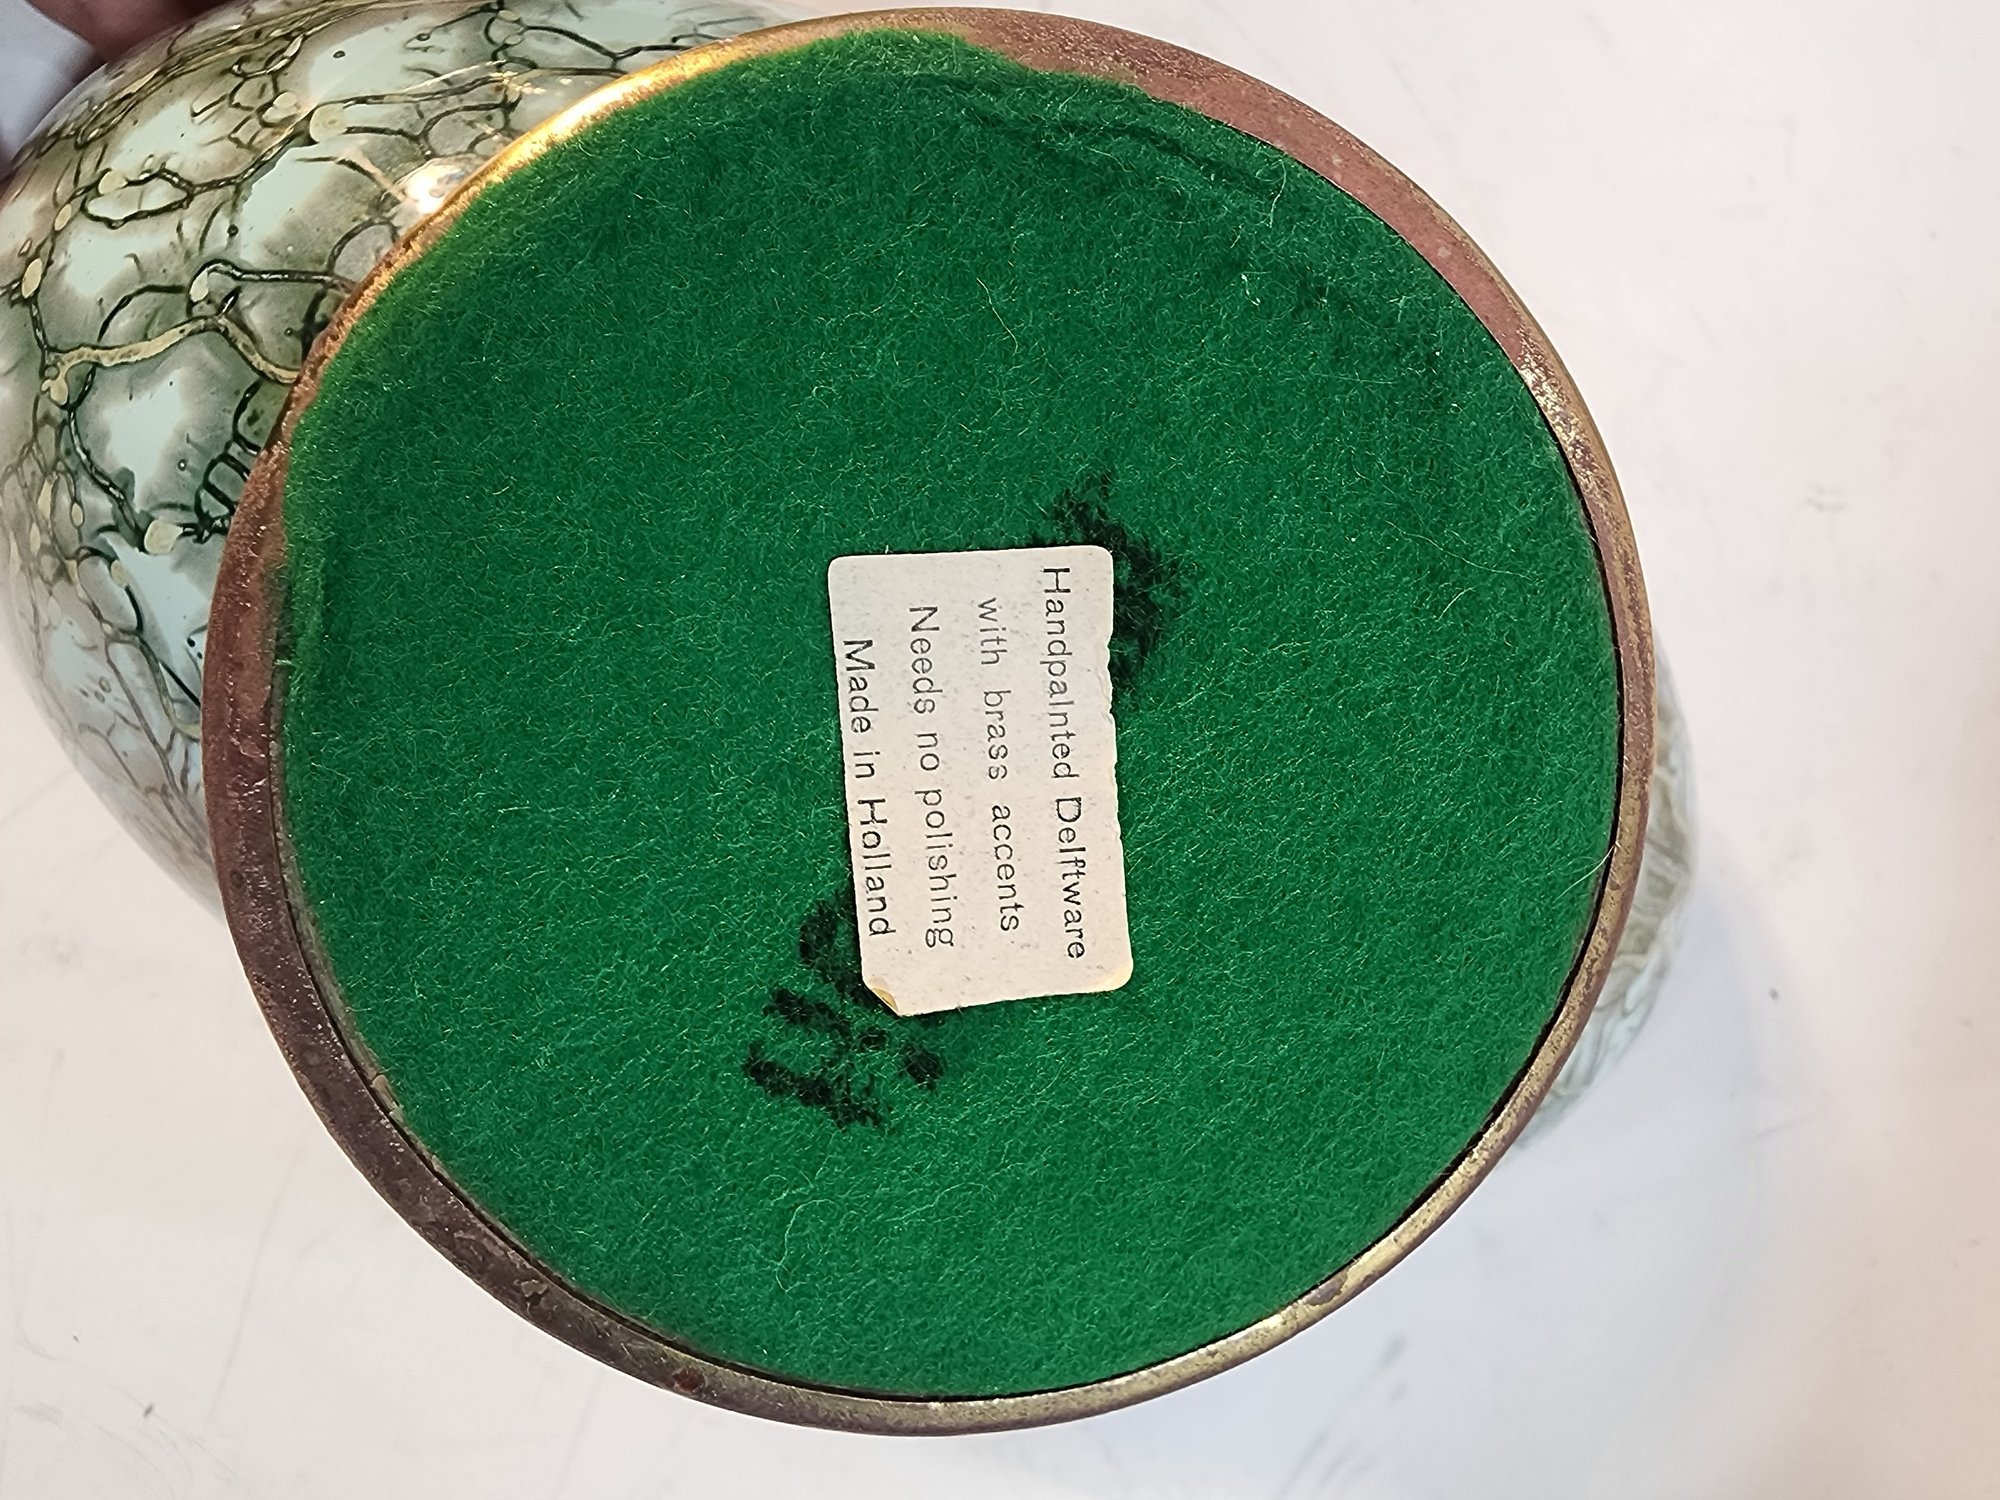 Handpainted Delftware
with brass accents
Needs no polishing
Made in Holland